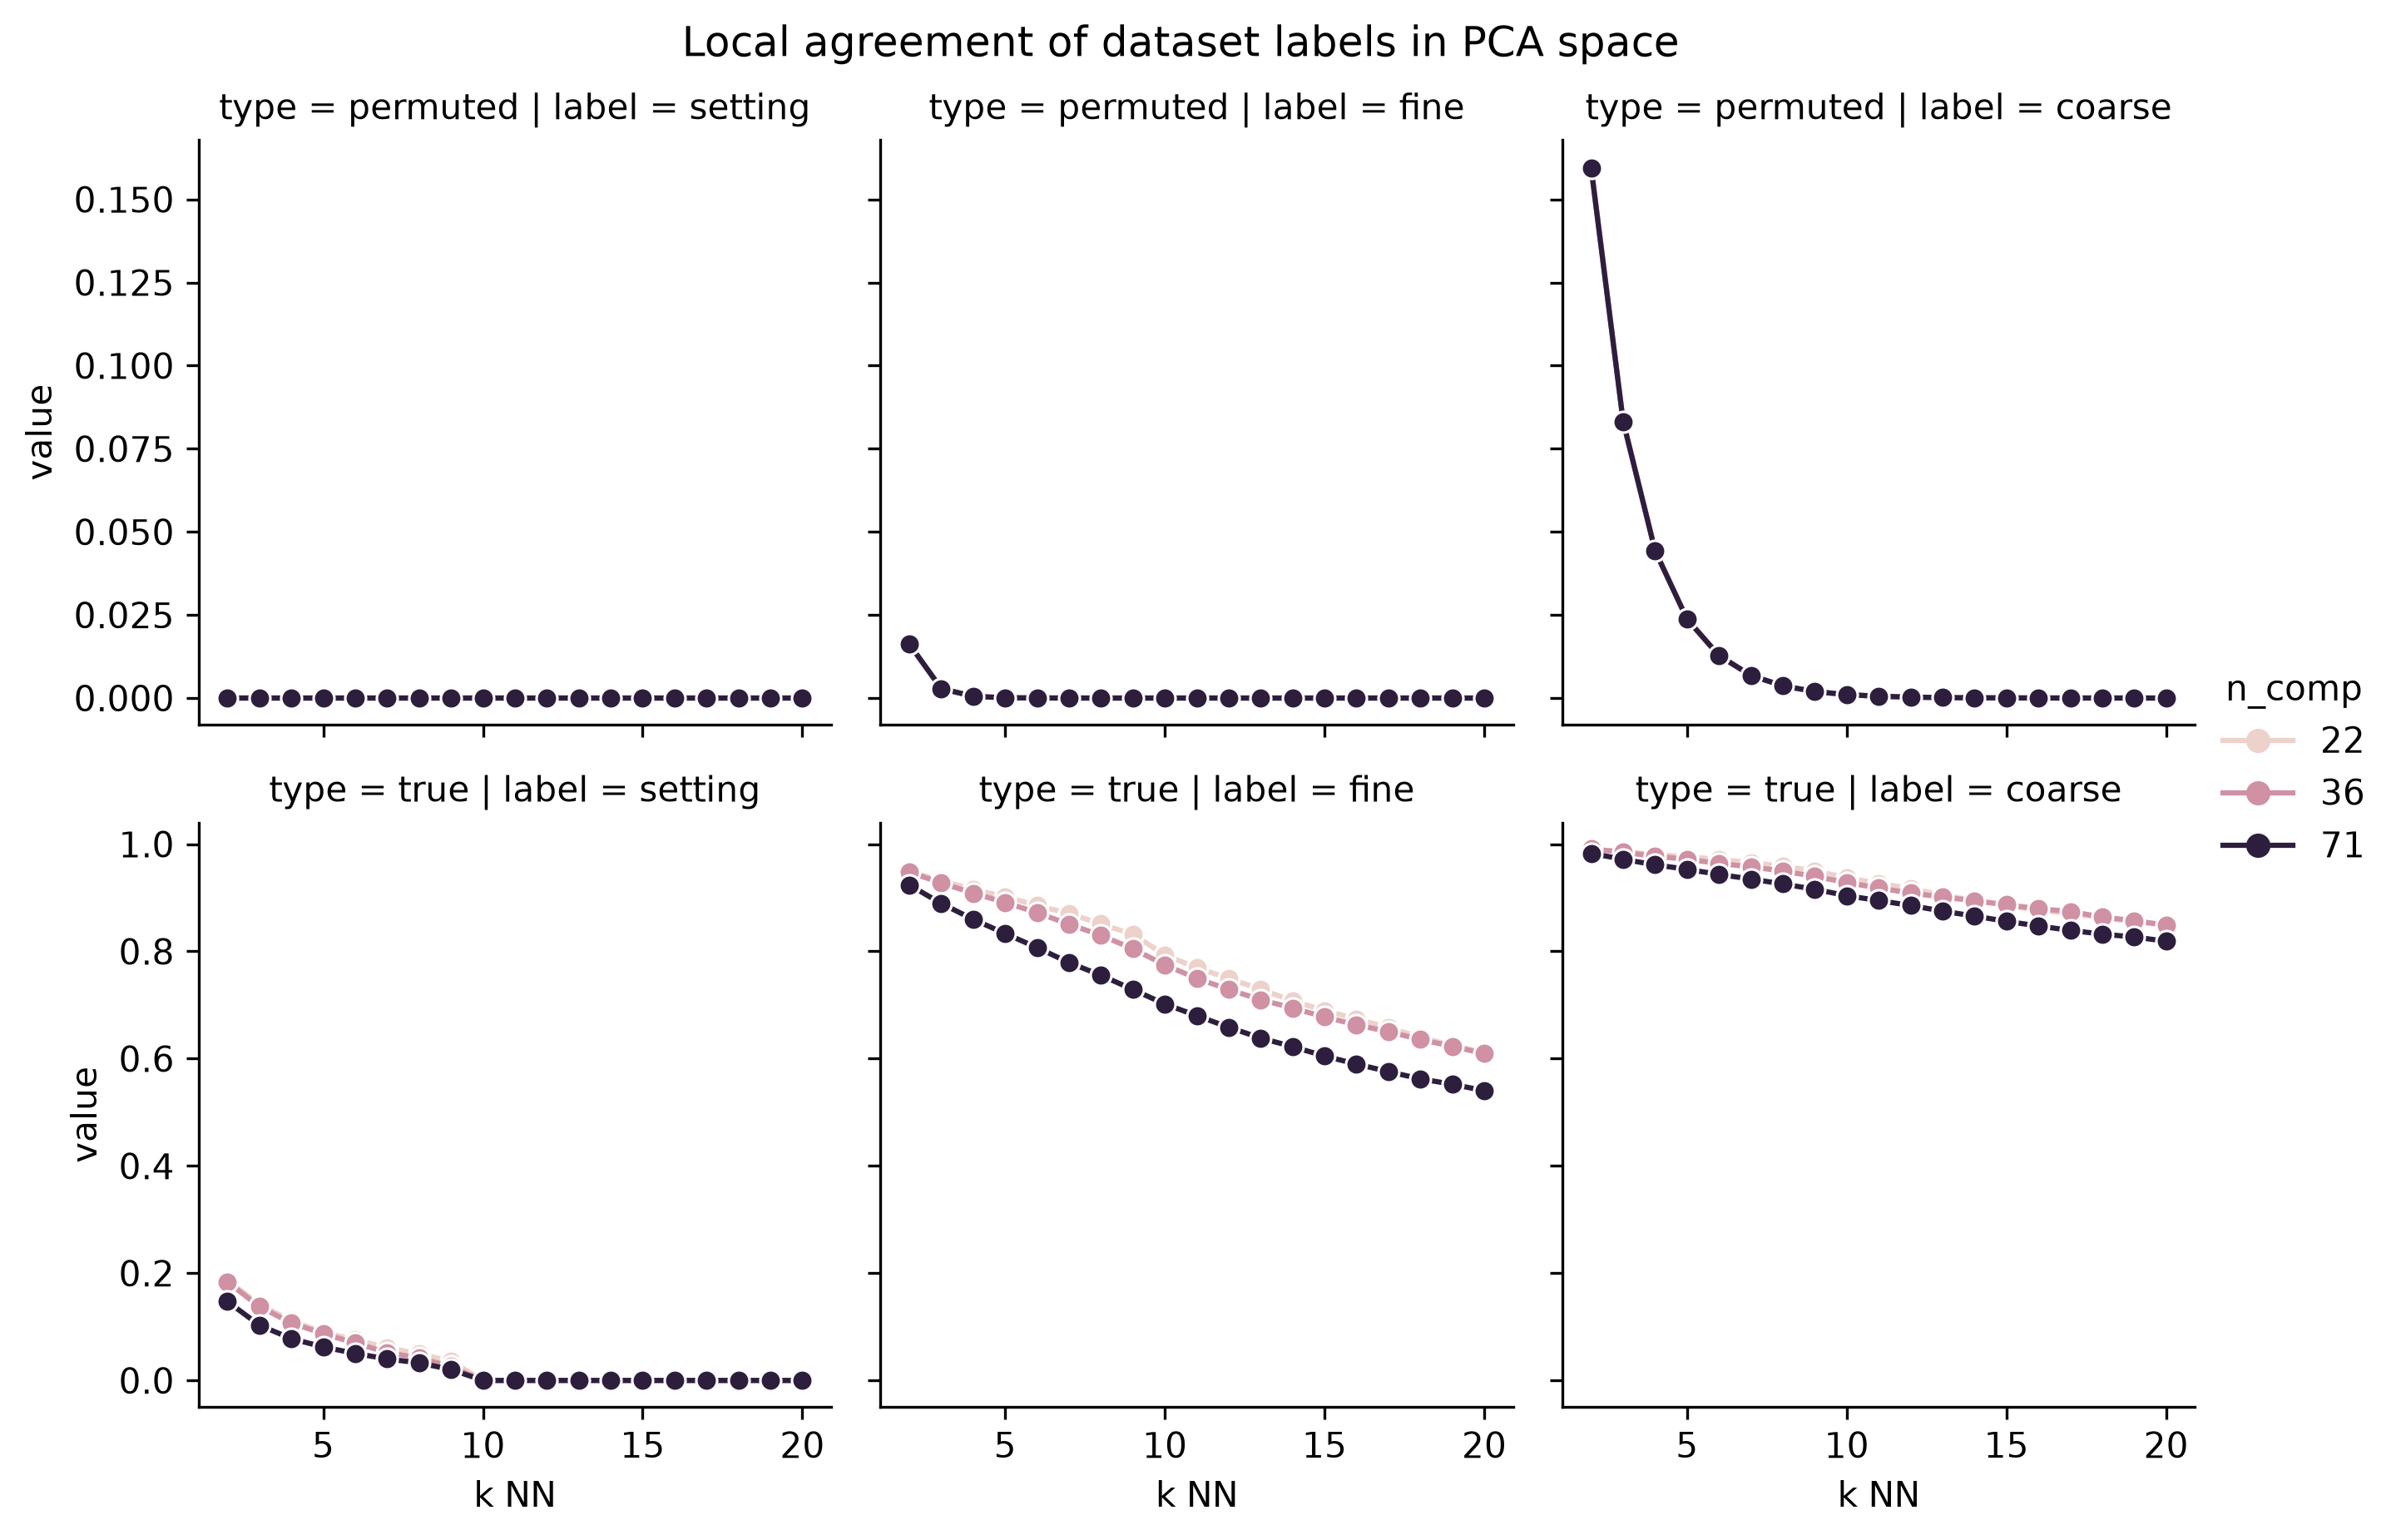 Local agreement of dataset labels in PCA space
type = permuted | label = setting
type = permuted | label = fine
type = permuted | label = coarse
0.150
0.125
0.100
0.075
0.050
0.025
0.000
value
type = true | label = setting
type = true | label = fine
type = true | label = coarse
1.0
0.8
0.6
0.4
0.2
0.0
value
5 10 15 20
5 10 15 20
5 10 15 20
k NN
k NN
k NN
n_comp
22
36
71